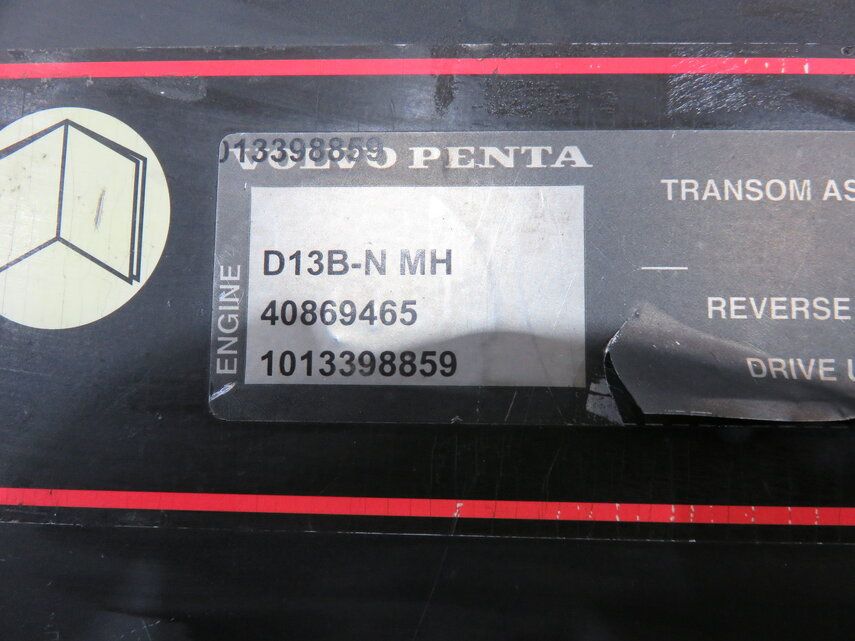 013398859
VOLVO PENTA
ENGINE
D13B-N MH
40869465
1013398859
TRANSOM AS
REVERSE
DRIVE U